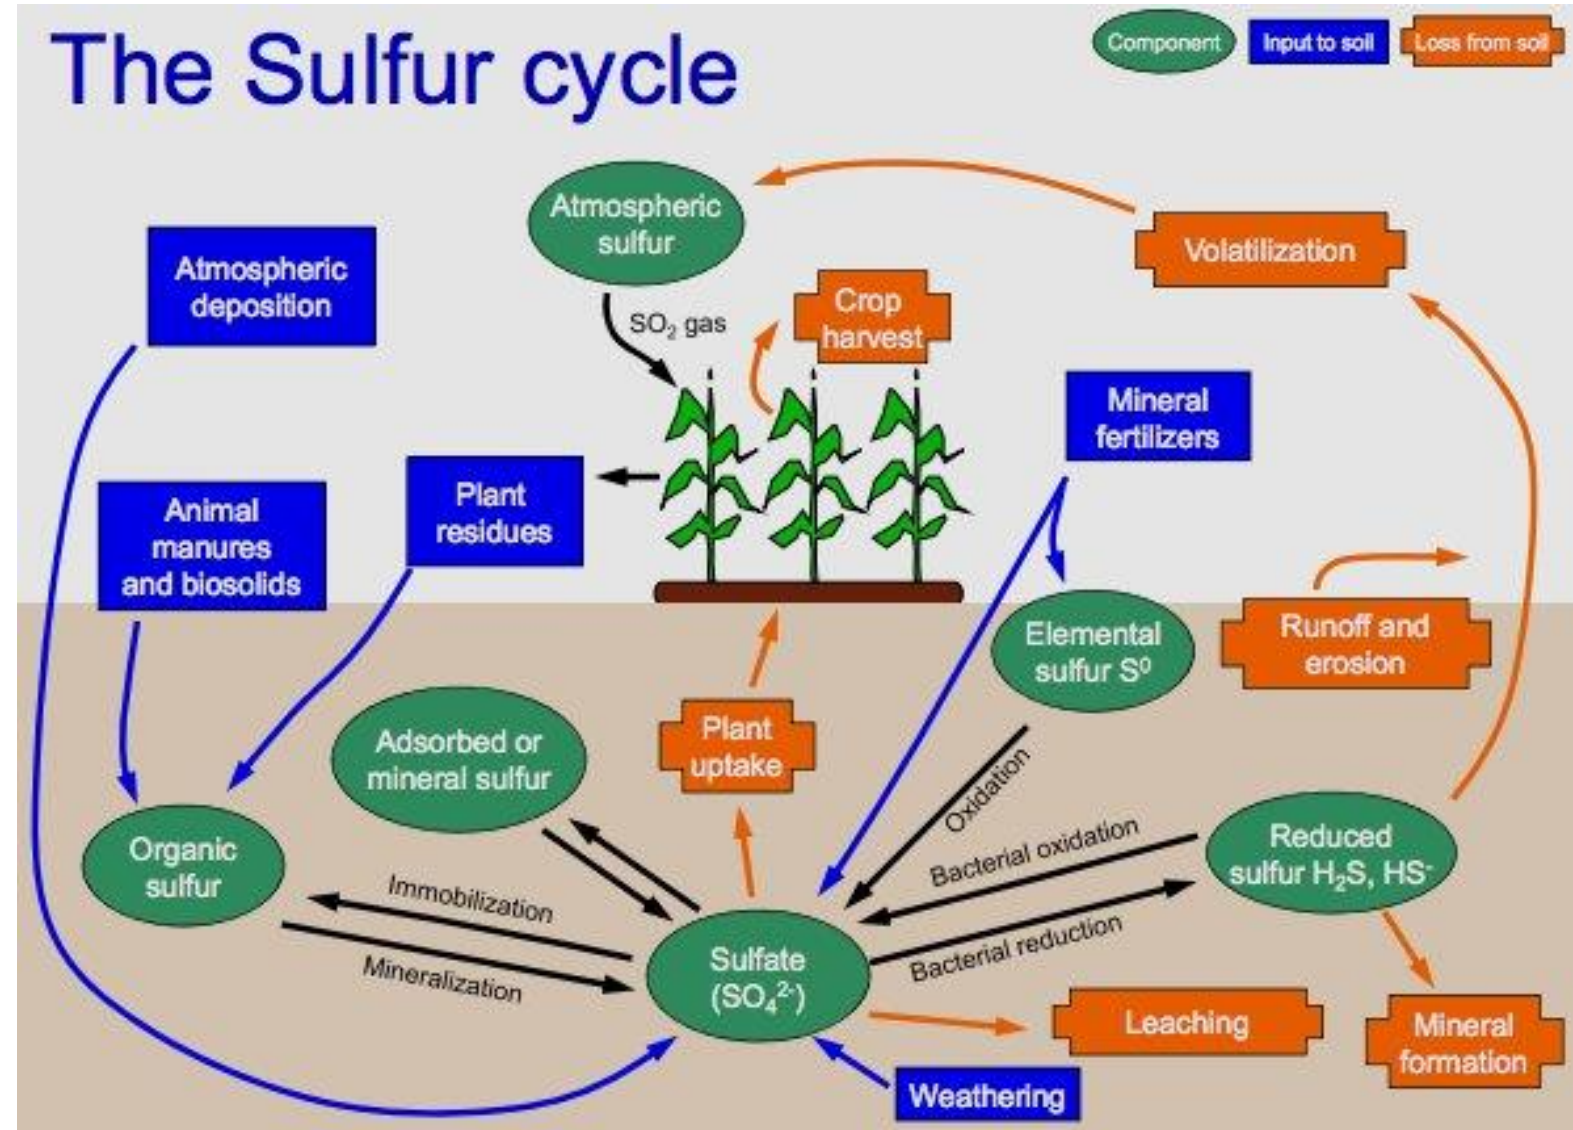 The Sulfur cycle
Component
Input to soil
Loss from soil
Atmospheric
sulfur
Volatilization
Atmospheric
deposition
SO₂ gas
Crop
harvest
Mineral
fertilizers
Animal
manures
and biosolids
Plant
residues
Elemental
sulfur S⁰
Runoff and
erosion
Adsorbed or
mineral sulfur
Plant
uptake
Oxidation
Organic
sulfur
Bacterial oxidation
Reduced
sulfur H₂S, HS⁻
Immobilization
Mineralization
Sulfate
(SO₄²⁻)
Bacterial reduction
Leaching
Mineral
formation
Weathering